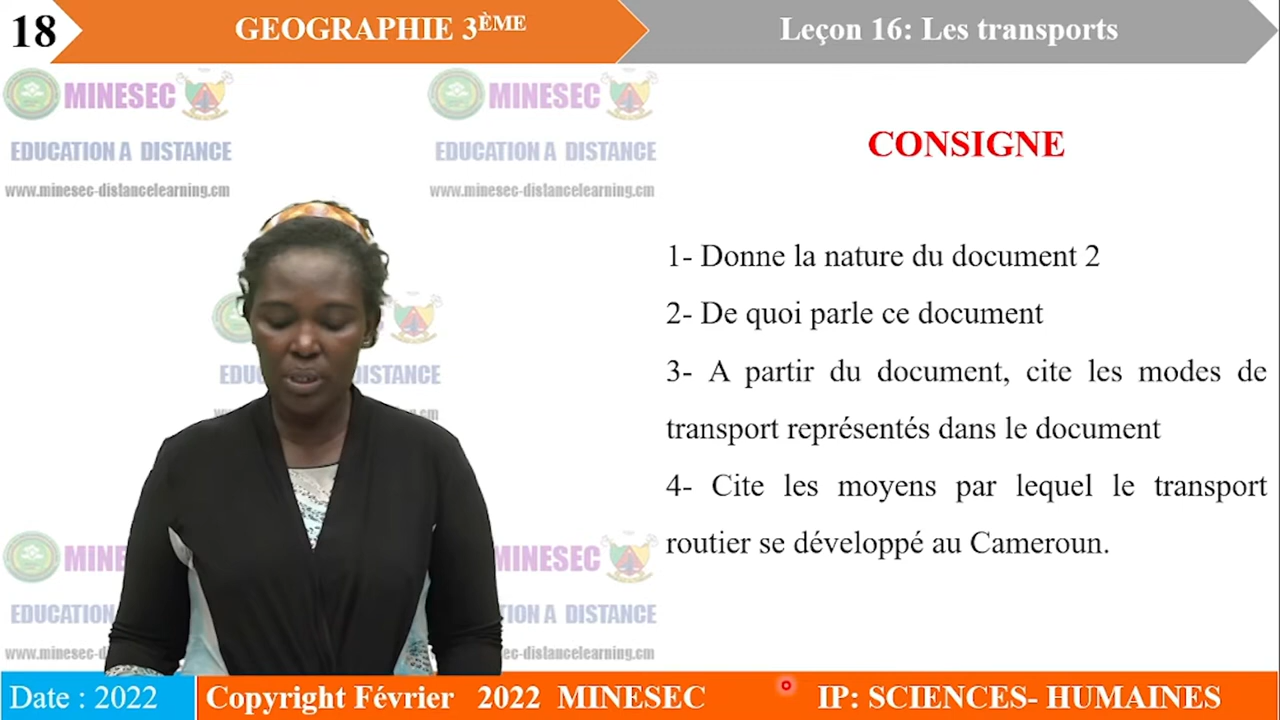 18
GEOGRAPHIE 3ÈME
Leçon 16: Les transports
MINESEC
EDUCATION A DISTANCE
www.minesec-distancelearning.cm
MINESEC
EDUCATION A DISTANCE
www.minesec-distancelearning.cm
CONSIGNE
1- Donne la nature du document 2
2- De quoi parle ce document
3- A partir du document, cite les modes de
transport représentés dans le document
4- Cite les moyens par lequel le transport
routier se développé au Cameroun.
Date : 2022
Copyright Février 2022 MINESEC
IP: SCIENCES- HUMAINES